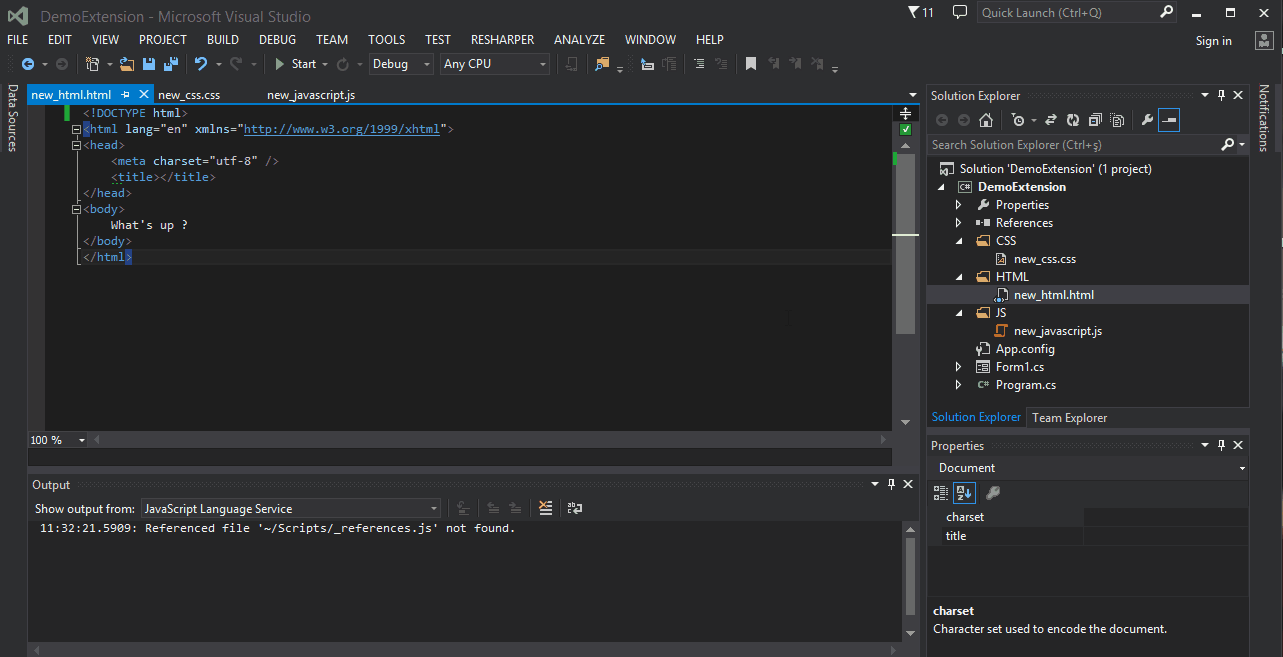 DemoExtension - Microsoft Visual Studio
11
Quick Launch (Ctrl+Q)
FILE EDIT VIEW PROJECT BUILD DEBUG TEAM TOOLS TEST RESHARPER ANALYZE WINDOW HELP
Sign in
Start Debug Any CPU
Data Sources
new_html.html new_css.css new_javascript.js
<!DOCTYPE html>
<html lang="en" xmlns="http://www.w3.org/1999/xhtml">
<head>
<meta charset="utf-8" />
<title></title>
</head>
<body>
What's up ?
</body>
</html>
100 %
Output
Show output from: JavaScript Language Service
11:32:21.5909: Referenced file '~/Scripts/_references.js' not found.
Solution Explorer
Search Solution Explorer (Ctrl+ş)
Solution 'DemoExtension' (1 project)
C# DemoExtension
Properties
References
CSS
new_css.css
HTML
new_html.html
JS
new_javascript.js
App.config
Form1.cs
C# Program.cs
Solution Explorer Team Explorer
Properties
Document
charset
title
charset
Character set used to encode the document.
Notifications